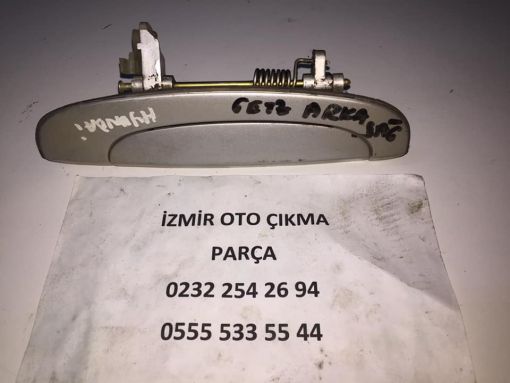 GETZ ARKA
SAĞ
HYUNDAİ
İZMİR OTO ÇIKMA
PARÇA
0232 254 26 94
0555 533 55 44